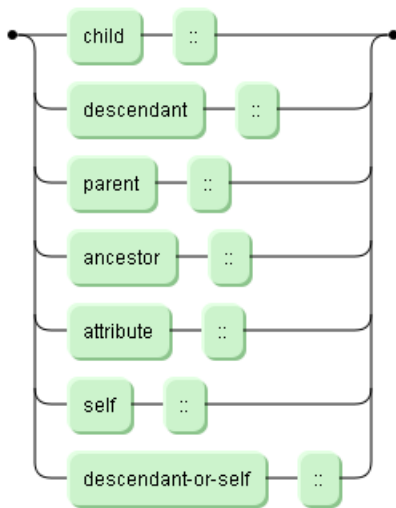 child ::
descendant ::
parent ::
ancestor ::
attribute ::
self ::
descendant-or-self ::